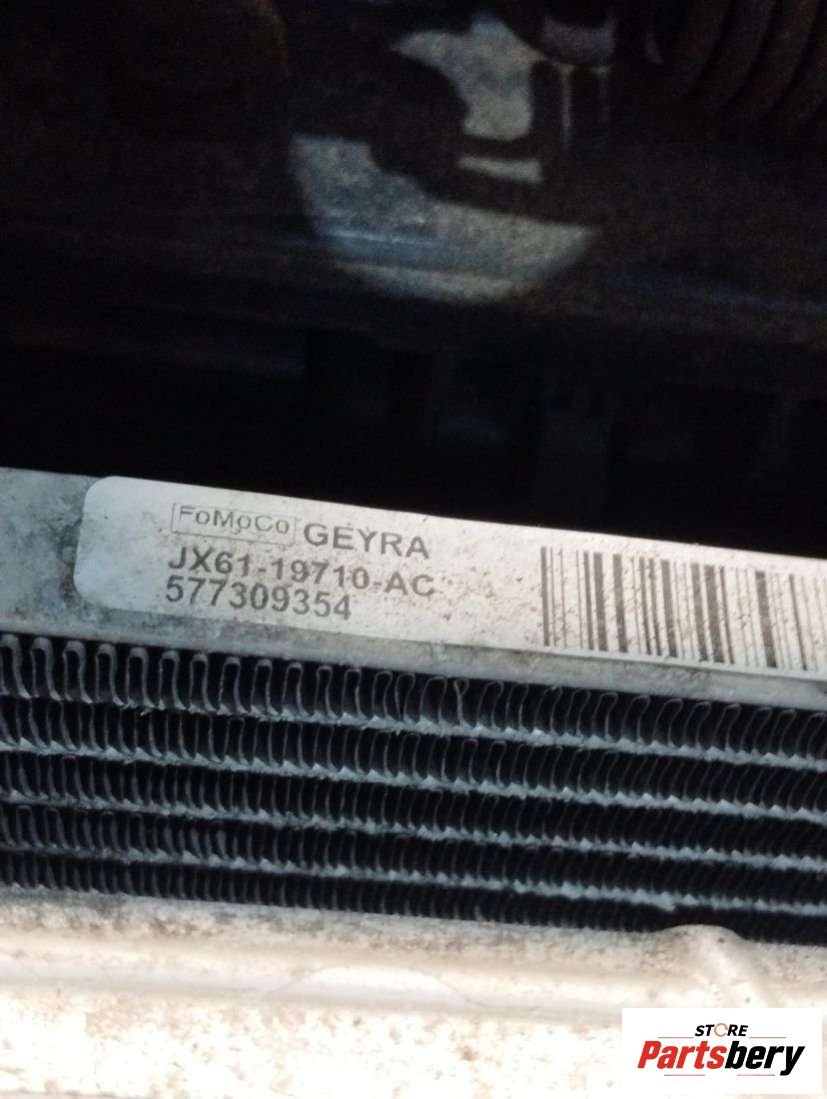 FoMoCo GEYRA
JX61-19710-AC
577309354
STORE
Partsbery